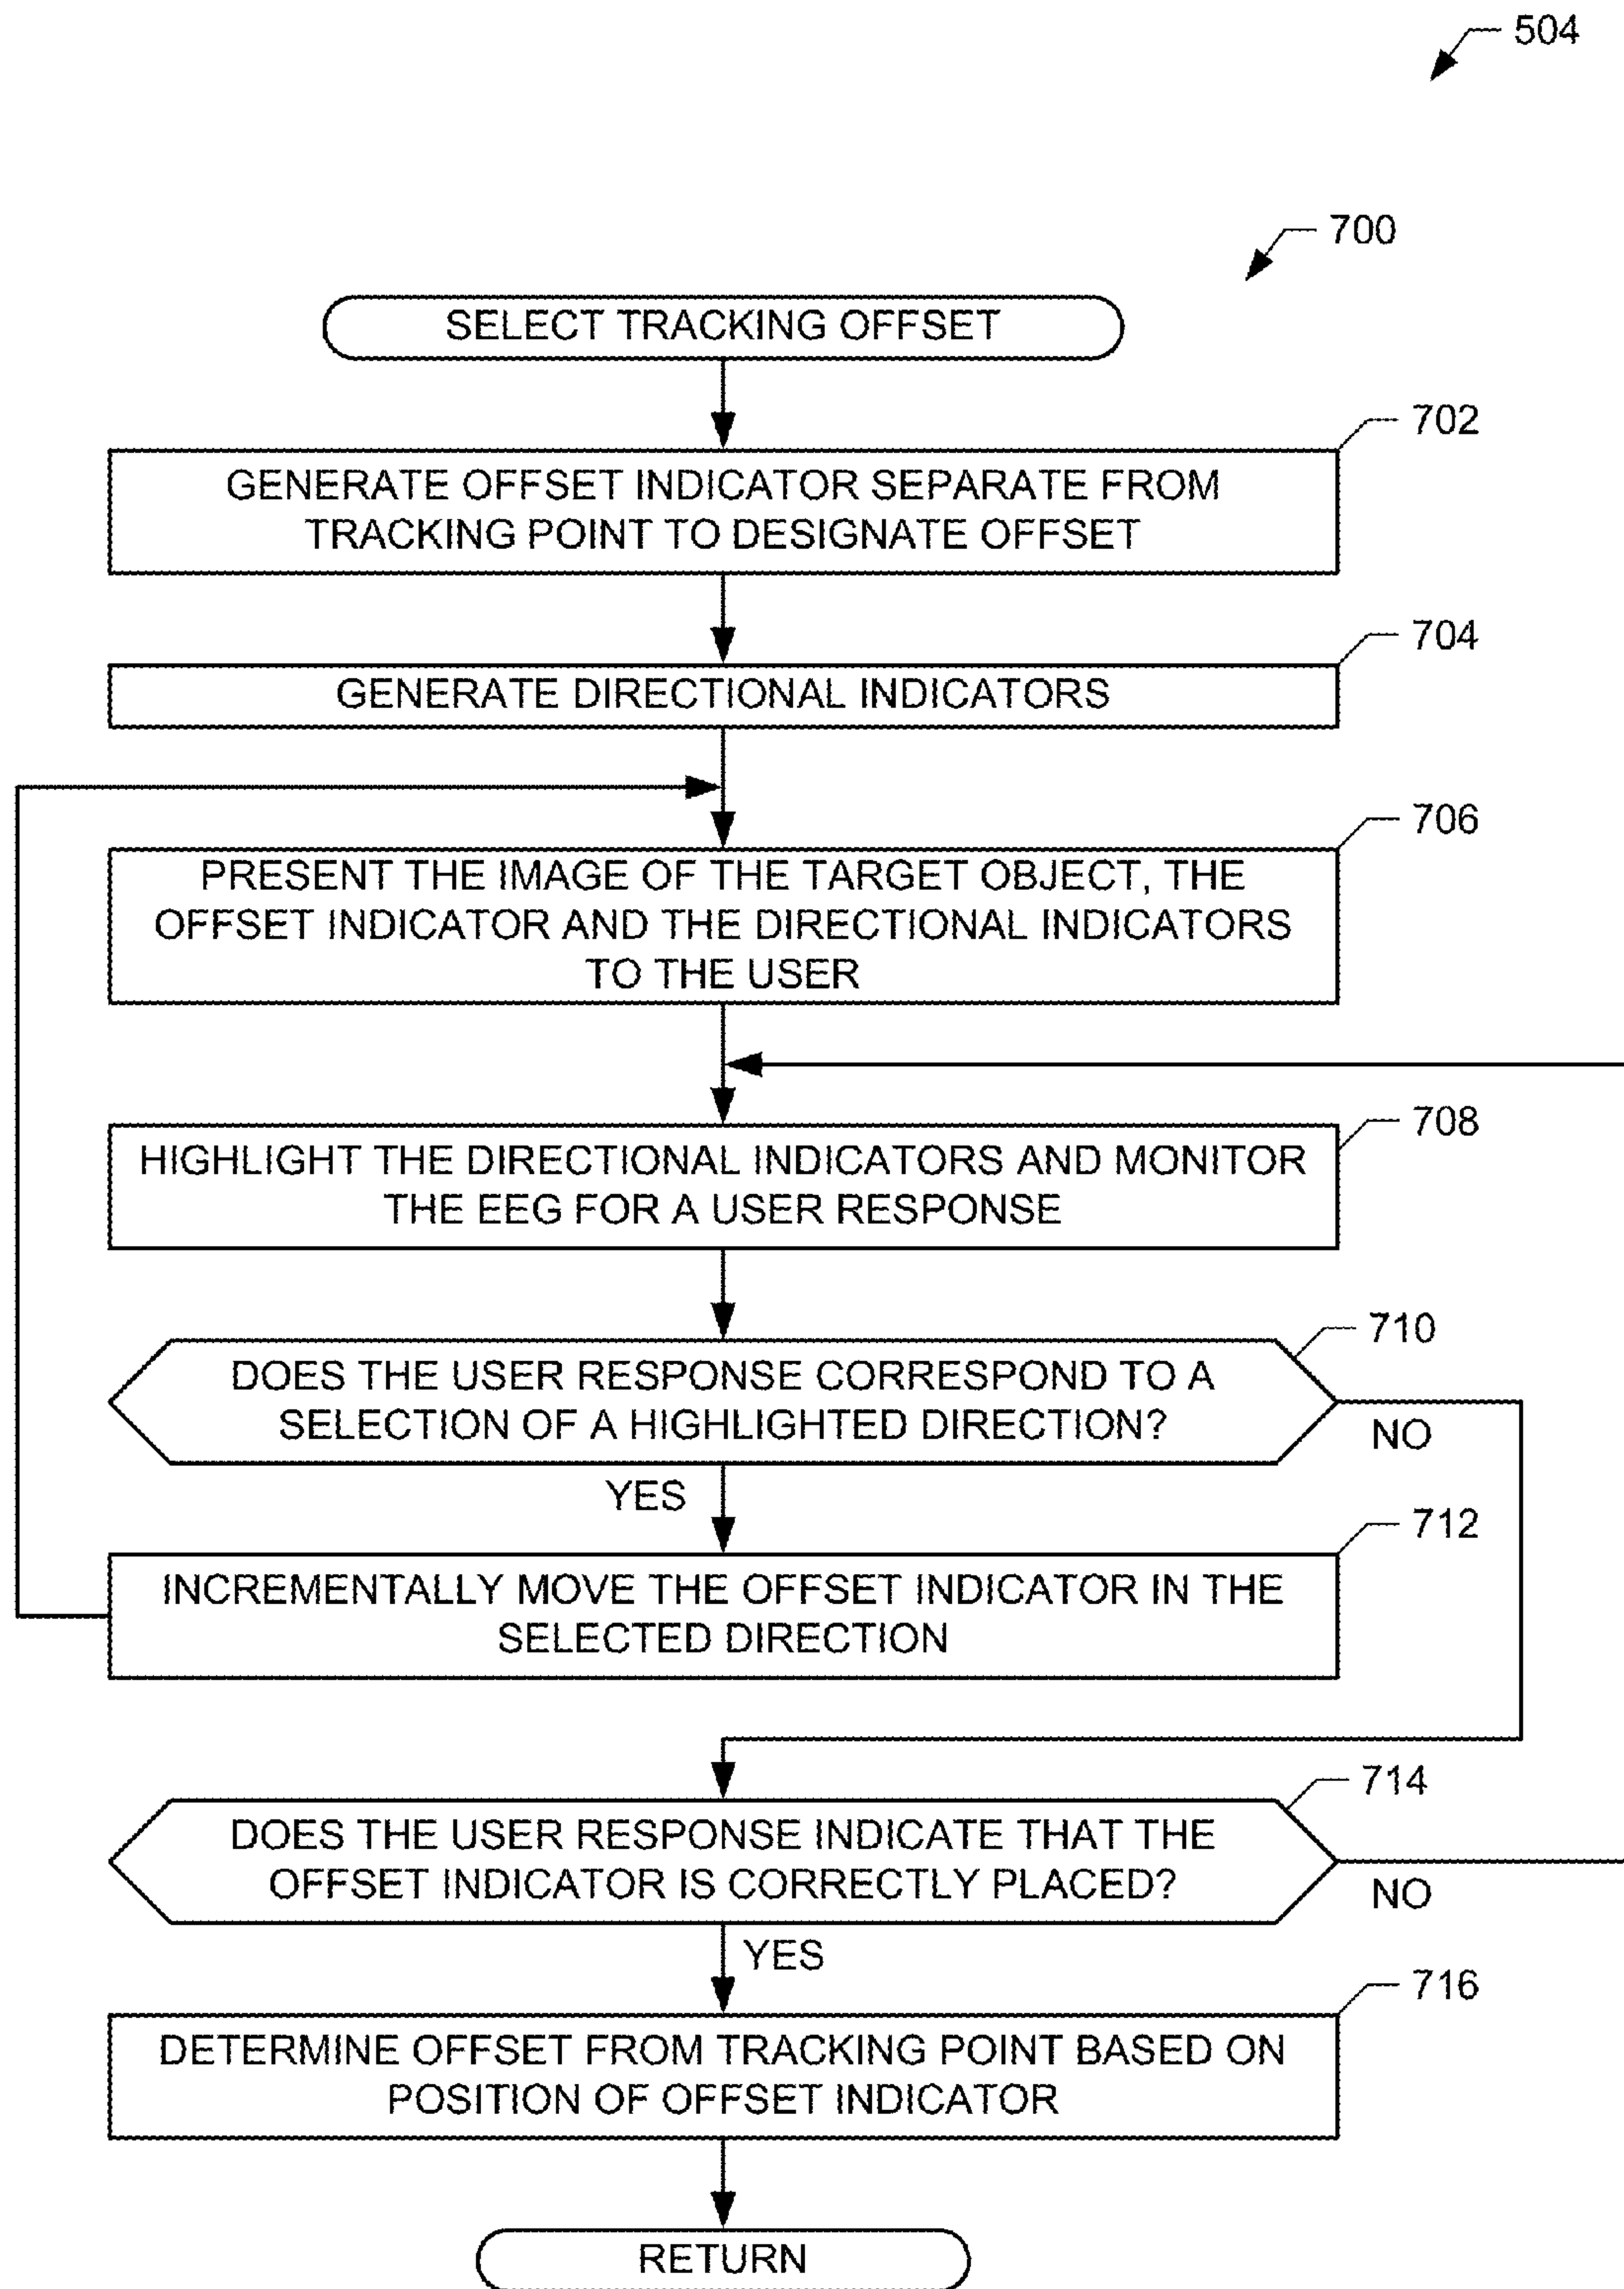 504
700
SELECT TRACKING OFFSET
702
GENERATE OFFSET INDICATOR SEPARATE FROM
TRACKING POINT TO DESIGNATE OFFSET
704
GENERATE DIRECTIONAL INDICATORS
706
PRESENT THE IMAGE OF THE TARGET OBJECT, THE
OFFSET INDICATOR AND THE DIRECTIONAL INDICATORS
TO THE USER
708
HIGHLIGHT THE DIRECTIONAL INDICATORS AND MONITOR
THE EEG FOR A USER RESPONSE
710
DOES THE USER RESPONSE CORRESPOND TO A
SELECTION OF A HIGHLIGHTED DIRECTION?
NO
YES
712
INCREMENTALLY MOVE THE OFFSET INDICATOR IN THE
SELECTED DIRECTION
714
DOES THE USER RESPONSE INDICATE THAT THE
OFFSET INDICATOR IS CORRECTLY PLACED?
NO
YES
716
DETERMINE OFFSET FROM TRACKING POINT BASED ON
POSITION OF OFFSET INDICATOR
RETURN